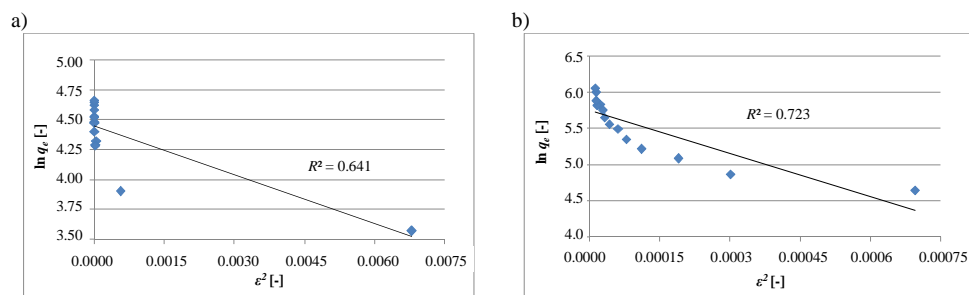 a)
5.00
4.75
4.50
4.25
4.00
3.75
3.50
ln qe [-]
R² = 0.641
0.0000 0.0015 0.0030 0.0045 0.0060 0.0075
ε² [-]
b)
6.5
6.0
5.5
5.0
4.5
4.0
ln qe [-]
R² = 0.723
0.0000 0.00015 0.0003 0.00045 0.0006 0.00075
ε² [-]